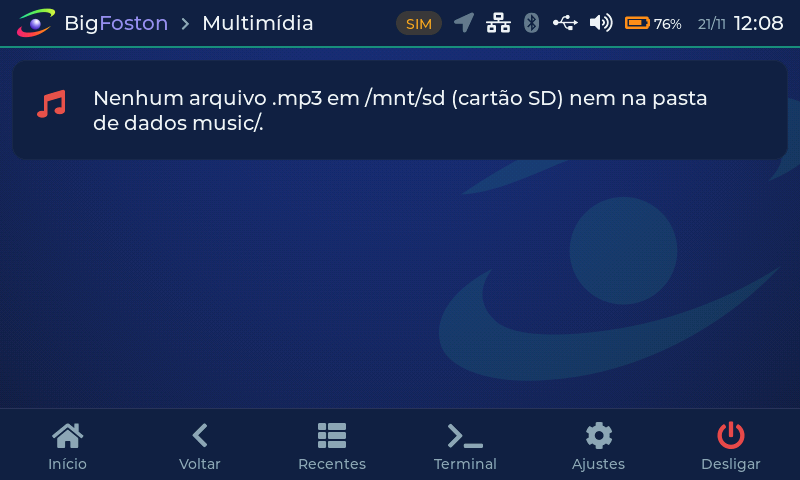 BigFoston > Multimídia SIM 76% 21/11 12:08
Nenhum arquivo .mp3 em /mnt/sd (cartão SD) nem na pasta
de dados music/.
Início Voltar Recentes Terminal Ajustes Desligar